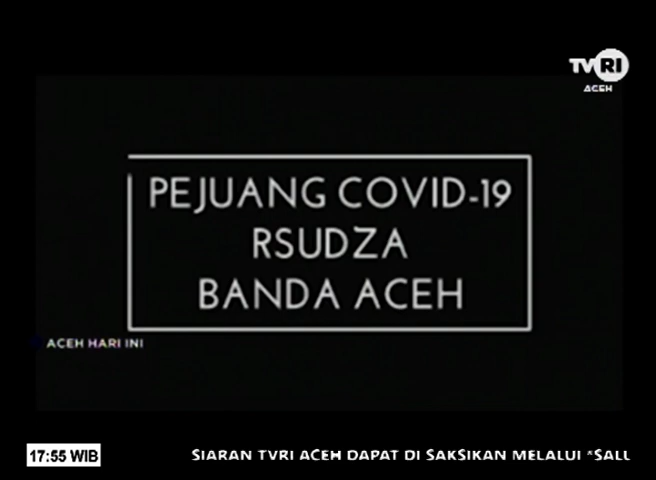 TVRI
ACEH
PEJUANG COVID-19
RSUDZA
BANDA ACEH
ACEH HARI INI
17:55 WIB
SIARAN TVRI ACEH DAPAT DI SAKSIKAN MELALUI "SALL